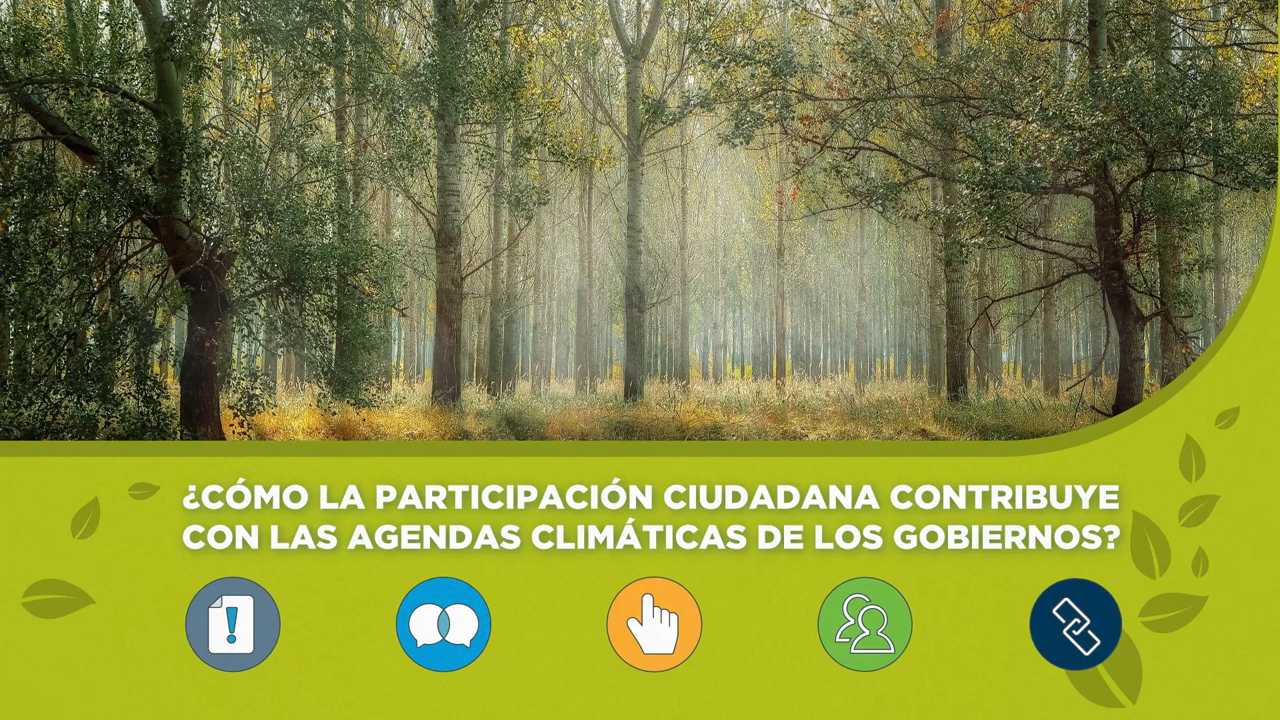 ¿CÓMO LA PARTICIPACIÓN CIUDADANA CONTRIBUYE
CON LAS AGENDAS CLIMÁTICAS DE LOS GOBIERNOS?